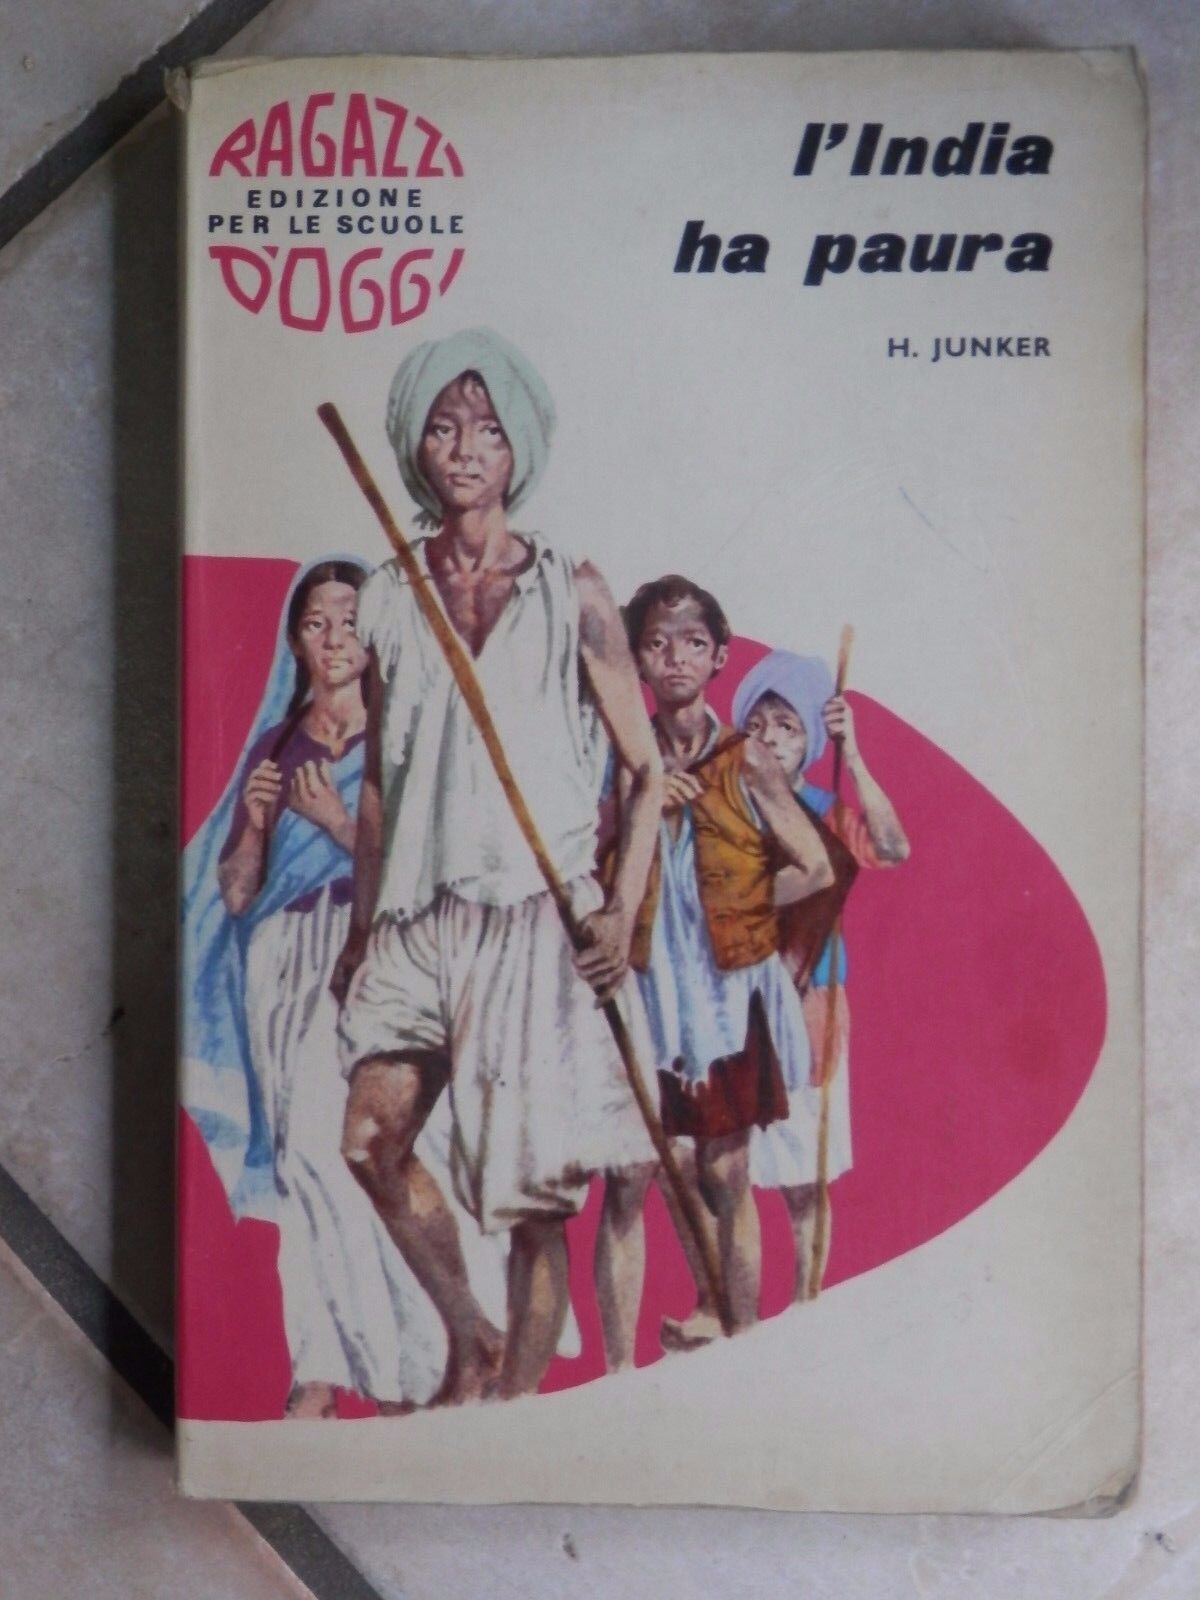 RAGAZZI
EDIZIONE
PER LE SCUOLE
D'OGGI
l'India
ha paura
H. JUNKER